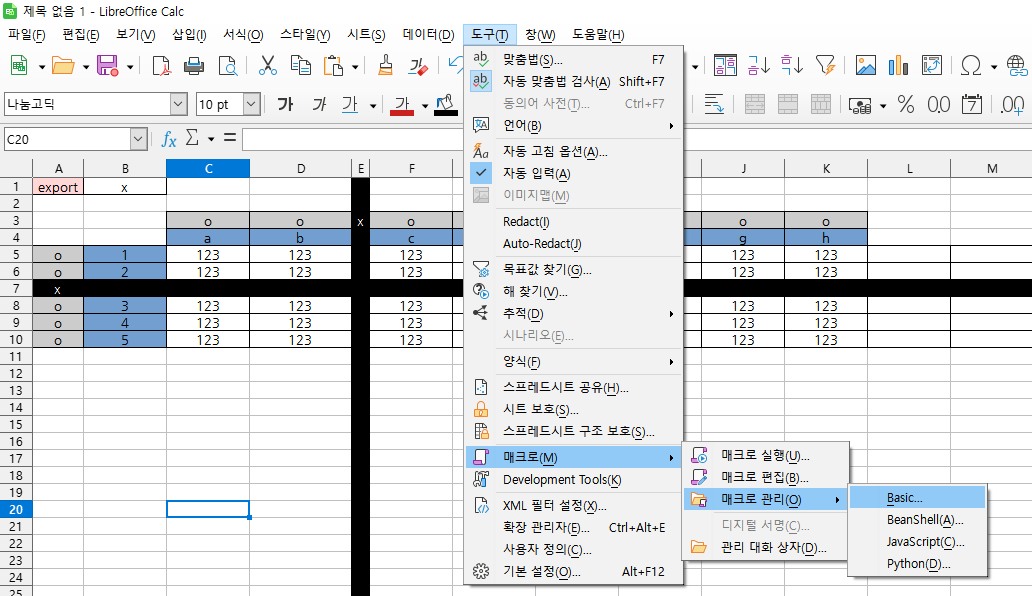 제목 없음 1 - LibreOffice Calc
파일(F) 편집(E) 보기(V) 삽입(I) 서식(O) 스타일(Y) 시트(S) 데이터(D) 도구(T) 창(W) 도움말(H)
맞춤법(S)... F7
자동 맞춤법 검사(A) Shift+F7
동의어 사전(T)... Ctrl+F7
언어(B)
자동 고침 옵션(A)...
자동 입력(A)
이미지맵(M)
Redact(I)
Auto-Redact(J)
목표값 찾기(G)...
해 찾기(V)...
추적(D)
시나리오(E)...
양식(F)
스프레드시트 공유(H)...
시트 보호(S)...
스프레드시트 구조 보호(S)...
매크로(M)
Development Tools(K)
XML 필터 설정(X)...
확장 관리자(E)... Ctrl+Alt+E
사용자 정의(C)...
기본 설정(O)... Alt+F12
매크로 실행(U)...
매크로 편집(B)...
매크로 관리(O)
디지털 서명(C)...
관리 대화 상자(D)...
Basic...
BeanShell(A)...
JavaScript(C)...
Python(D)...
나눔고딕 10 pt 가 가 가 가 % 0.0 7 .00
C20 fx Σ =
A B C D E F J K L M
1 export x
2
3 o o x o o o
4 a b c g h
5 o 1 123 123 123 123 123
6 o 2 123 123 123 123 123
7 x
8 o 3 123 123 123 123 123
9 o 4 123 123 123 123 123
10 o 5 123 123 123 123 123
11
12
13
14
15
16
17
18
19
20
21
22
23
24